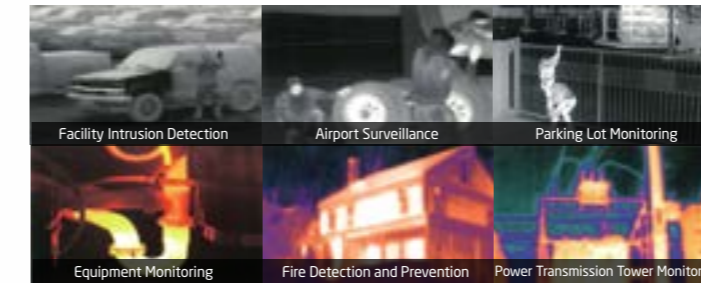 Facility Intrusion Detection
Airport Surveillance
Parking Lot Monitoring
Equipment Monitoring
Fire Detection and Prevention
Power Transmission Tower Monitor